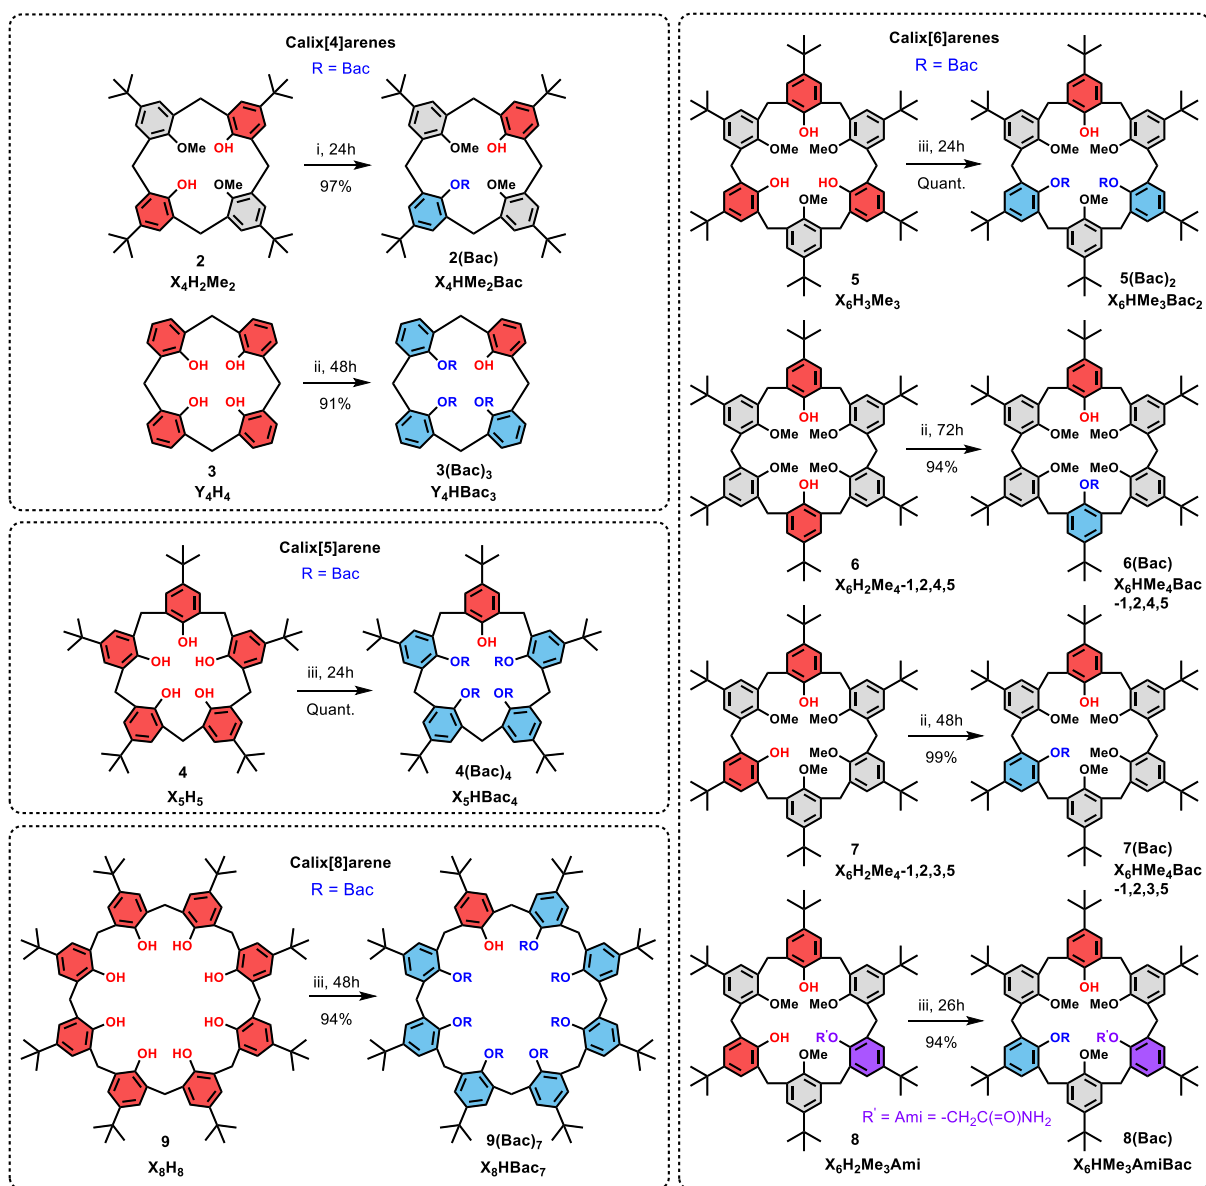 Calix[4]arenes
R = Bac
OMe
OH
OH
OMe
i, 24h
97%
OMe
OH
OR
OMe
2
X₄H₂Me₂
2(Bac)
X₄HMe₂Bac
OH
OH
OH
OH
ii, 48h
91%
OR
OH
OR
OR
3
Y₄H₄
3(Bac)₃
Y₄HBac₃
Calix[5]arene
R = Bac
OH
OH
OH
OH
OH
iii, 24h
Quant.
OH
OR
RO
OR
OR
4
X₅H₅
4(Bac)₄
X₅HBac₄
Calix[8]arene
R = Bac
OH
OH
OH
OH
OH
OH
OH
OH
iii, 48h
94%
OH
RO
OR
RO
OR
RO
OR
OR
9
X₈H₈
9(Bac)₇
X₈HBac₇
Calix[6]arenes
R = Bac
OH
OMe
MeO
OH
HO
OMe
iii, 24h
Quant.
OH
OMe
MeO
OR
RO
OMe
5
X₆H₃Me₃
5(Bac)₂
X₆HMe₃Bac₂
OH
OMe
MeO
OMe
MeO
OH
ii, 72h
94%
OH
OMe
MeO
OMe
MeO
OR
6
X₆H₂Me₄-1,2,4,5
6(Bac)
X₆HMe₄Bac
-1,2,4,5
OH
OMe
MeO
OH
MeO
OMe
ii, 48h
99%
OH
OMe
MeO
OR
MeO
OMe
7
X₆H₂Me₄-1,2,3,5
7(Bac)
X₆HMe₄Bac
-1,2,3,5
OH
OMe
MeO
OH
R'O
OMe
iii, 26h
94%
OH
OMe
MeO
OR
R'O
OMe
R' = Ami = -CH₂C(=O)NH₂
8
X₆H₂Me₃Ami
8(Bac)
X₆HMe₃AmiBac